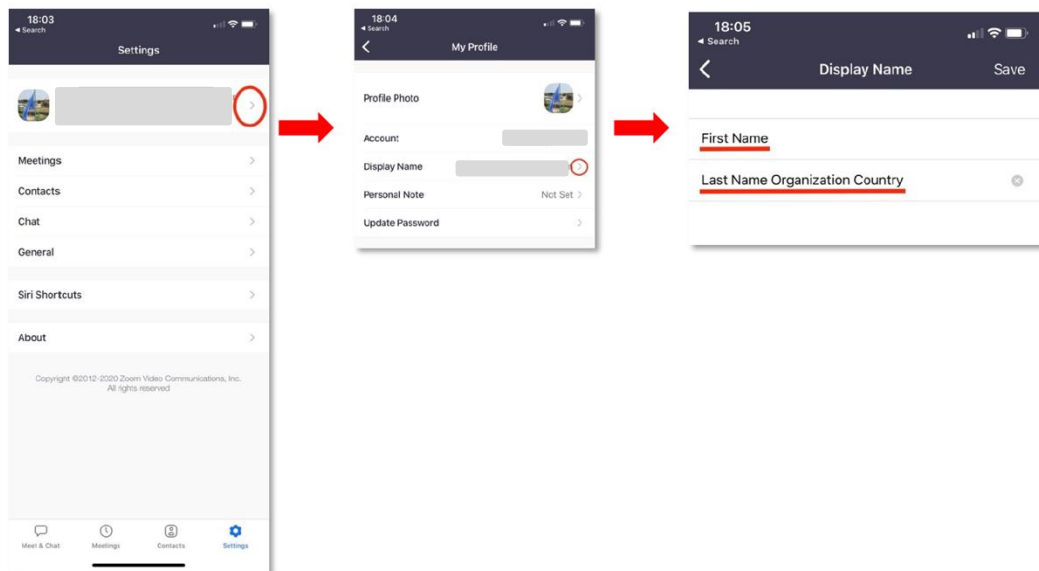 18:03
Search
Settings
Meetings
Contacts
Chat
General
Siri Shortcuts
About
Copyright ©2012-2020 Zoom Video Communications, Inc.
All rights reserved
Meet & Chat
Meetings
Contacts
Settings
18:04
Search
My Profile
Profile Photo
Account
Display Name
Personal Note Not Set
Update Password
18:05
Search
Display Name Save
First Name
Last Name Organization Country